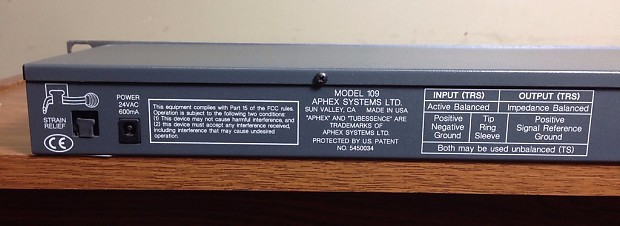 STRAIN
RELIEF
CE
POWER
24VAC
600mA
This equipment complies with Part 15 of the FCC rules.
Operation is subject to the following two conditions:
1) This device may not cause harmful interference, and
(2) this device must accept any interference received,
including interference that may cause undesired
operation.
MODEL 109
APHEX SYSTEMS LTD.
SUN VALLEY, CA MADE IN USA
"APHEX" AND "TUBESSENCE" ARE
TRADEMARKS OF
APHEX SYSTEMS LTD.
PROTECTED BY U.S. PATENT
NO. 5450034
INPUT (TRS) OUTPUT (TRS)
Active Balanced Impedance Balanced
Positive Tip Positive
Negative Ring Signal Reference
Ground Sleeve Ground
Both may be used unbalanced (TS)